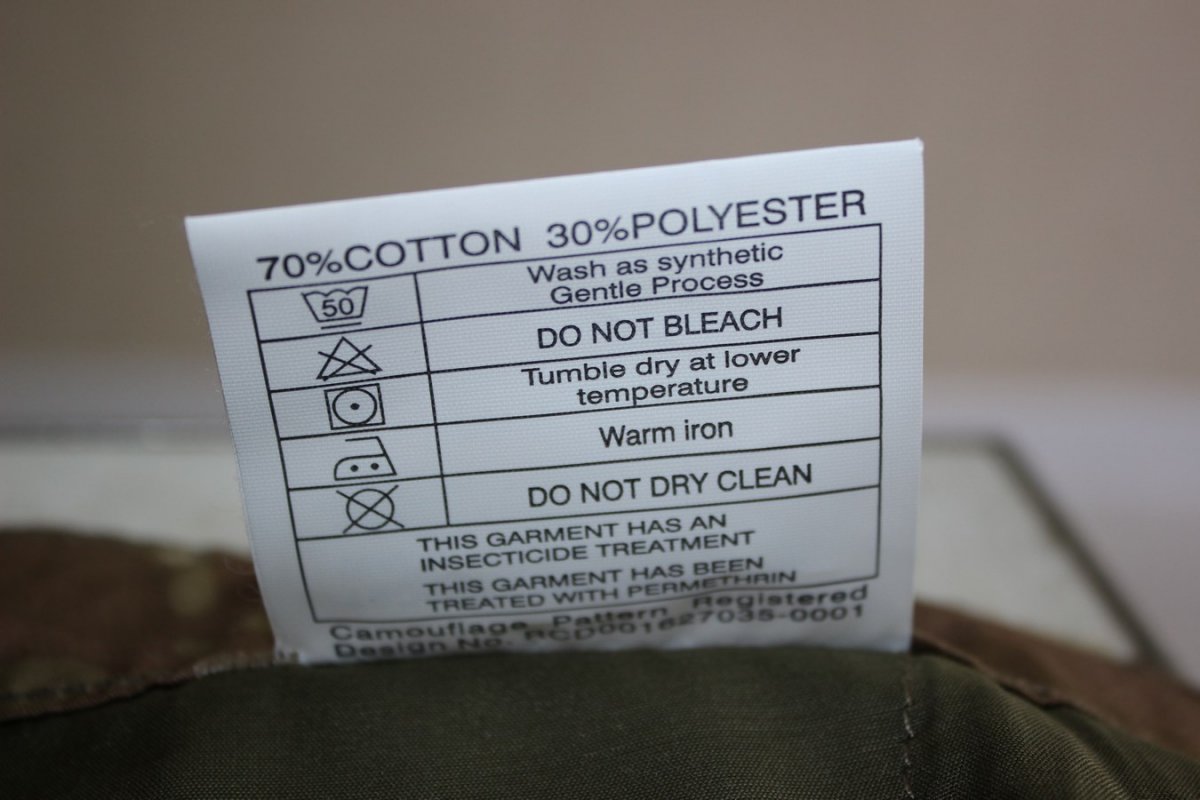 70%COTTON 30%POLYESTER
50
Wash as synthetic
Gentle Process
DO NOT BLEACH
Tumble dry at lower
temperature
Warm iron
DO NOT DRY CLEAN
THIS GARMENT HAS AN
INSECTICIDE TREATMENT
THIS GARMENT HAS BEEN
TREATED WITH PERMETHRIN
Camouflage Pattern Registered
Design No. RCD001627035-0001